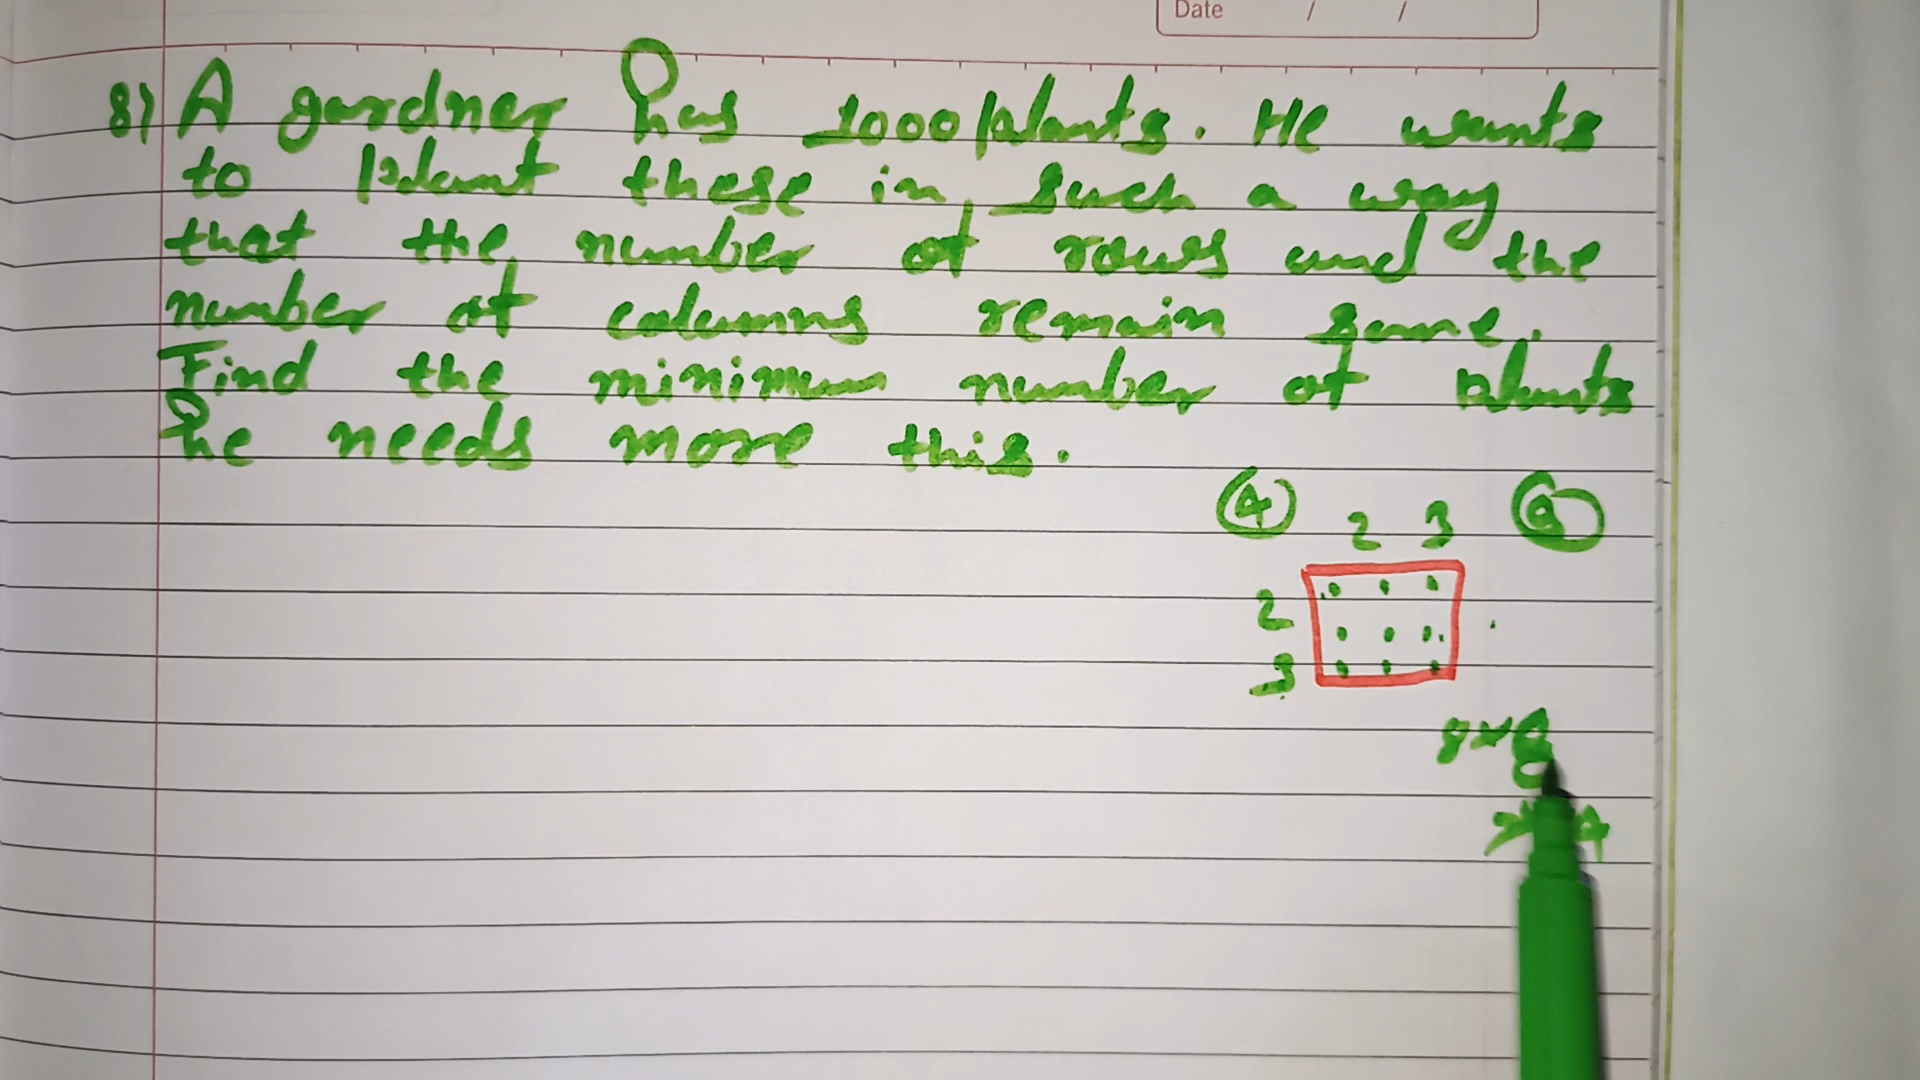 Date / /
8) A gardner has 1000 plants. He wants
to plant these in such a way
that the number of rows and the
number of columns remain same.
Find the minimum number of plants
he needs more this.
4 2 3 9
2
3